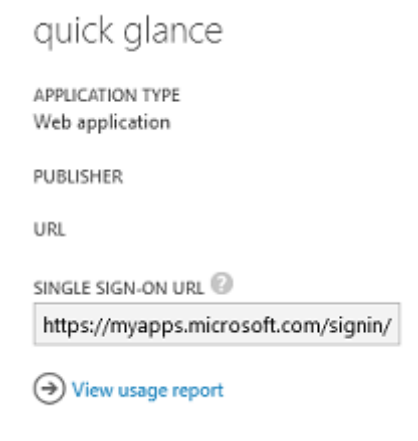 quick glance
APPLICATION TYPE
Web application
PUBLISHER
URL
SINGLE SIGN-ON URL ?
https://myapps.microsoft.com/signin/
View usage report